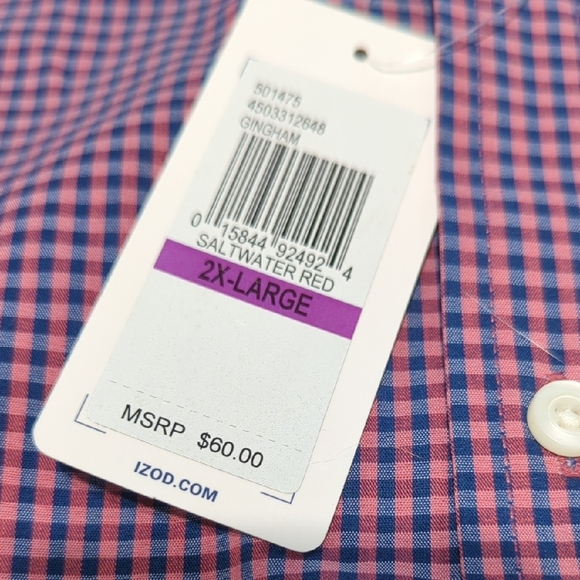 501475
4503312648
GINGHAM
0 15844 92492 4
SALTWATER RED
2X-LARGE
MSRP $60.00
IZOD.COM